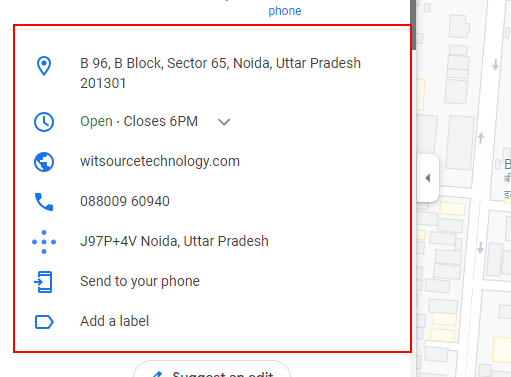 phone
B 96, B Block, Sector 65, Noida, Uttar Pradesh
201301
Open · Closes 6PM
witsourcetechnology.com
088009 60940
J97P+4V Noida, Uttar Pradesh
Send to your phone
Add a label
Suggest an edit